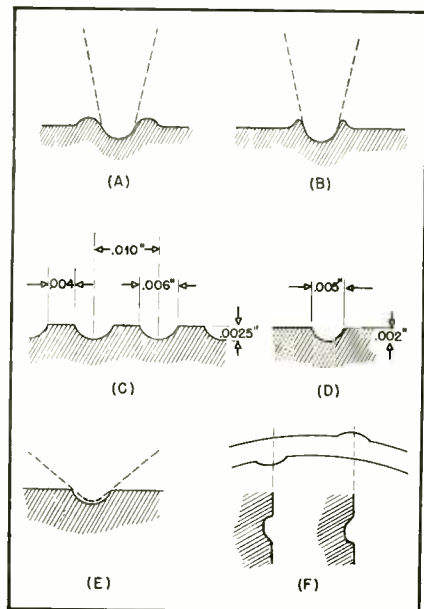 (A)
(B)
.010"
.004
.006"
.0025"
(C)
.005"
.002"
(D)
(E)
(F)